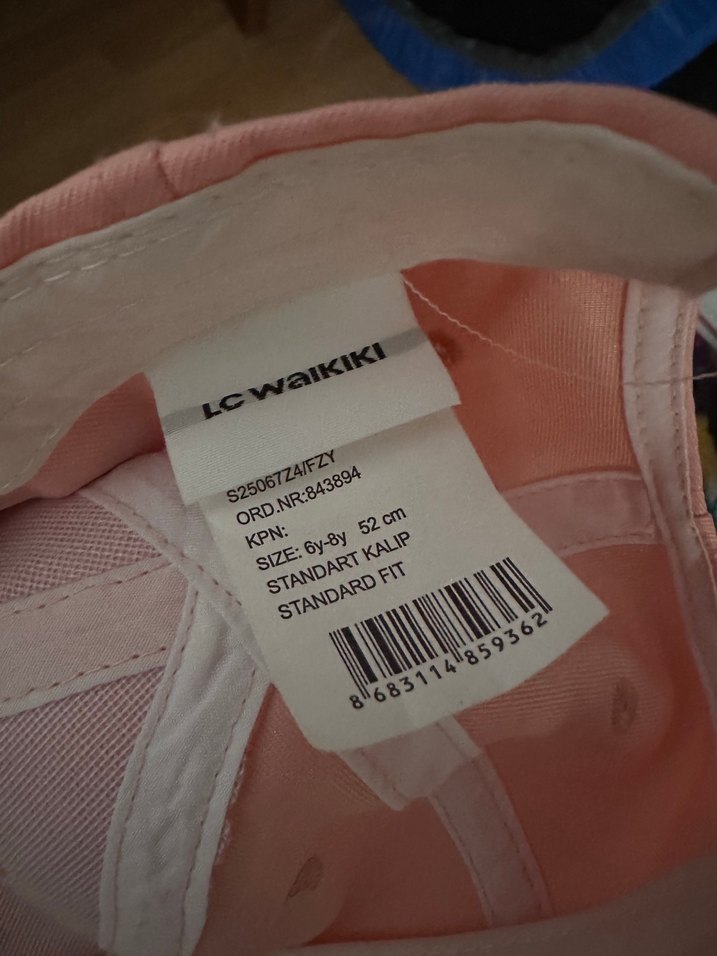 LC WAIKIKI
S25067Z4/FZY
ORD.NR:843894
KPN:
SIZE: 6y-8y 52 cm
STANDART KALIP
STANDARD FIT
8 683114 859362